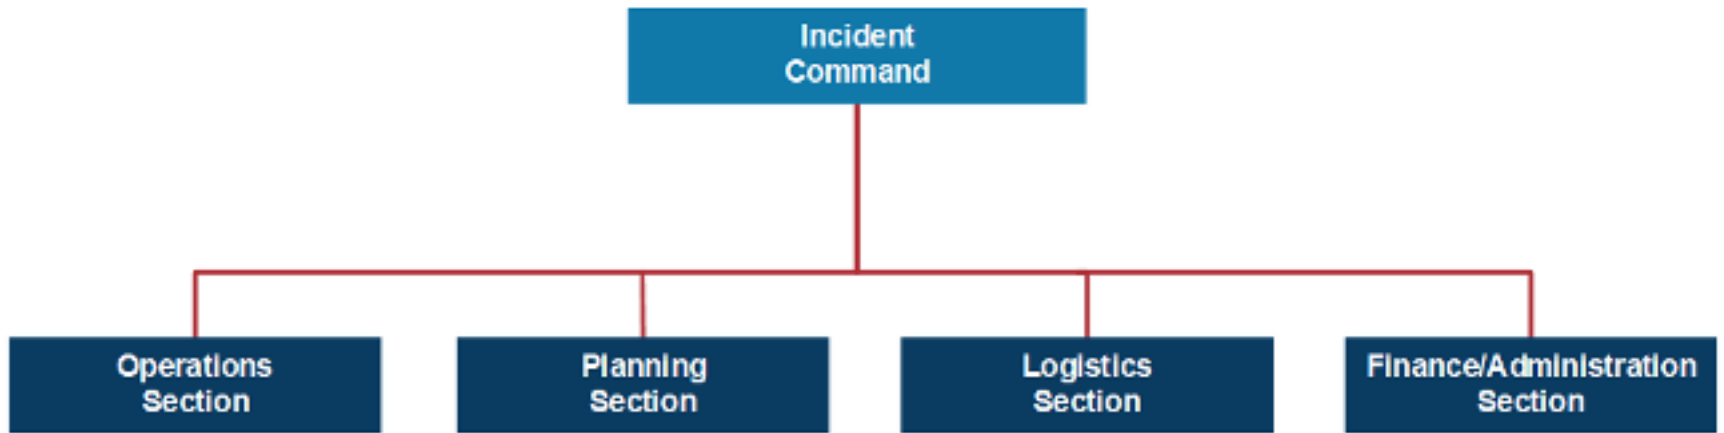 Incident
Command
Operations
Section
Planning
Section
Logistics
Section
Finance/Administration
Section